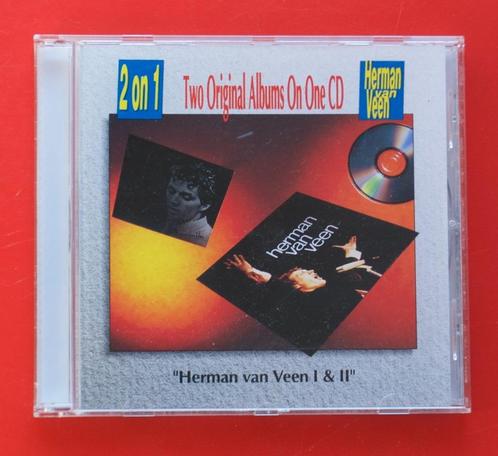 2 on 1
Two Original Albums On One CD
Herman
van
Veen
herman
van
veen
"Herman van Veen I & II"